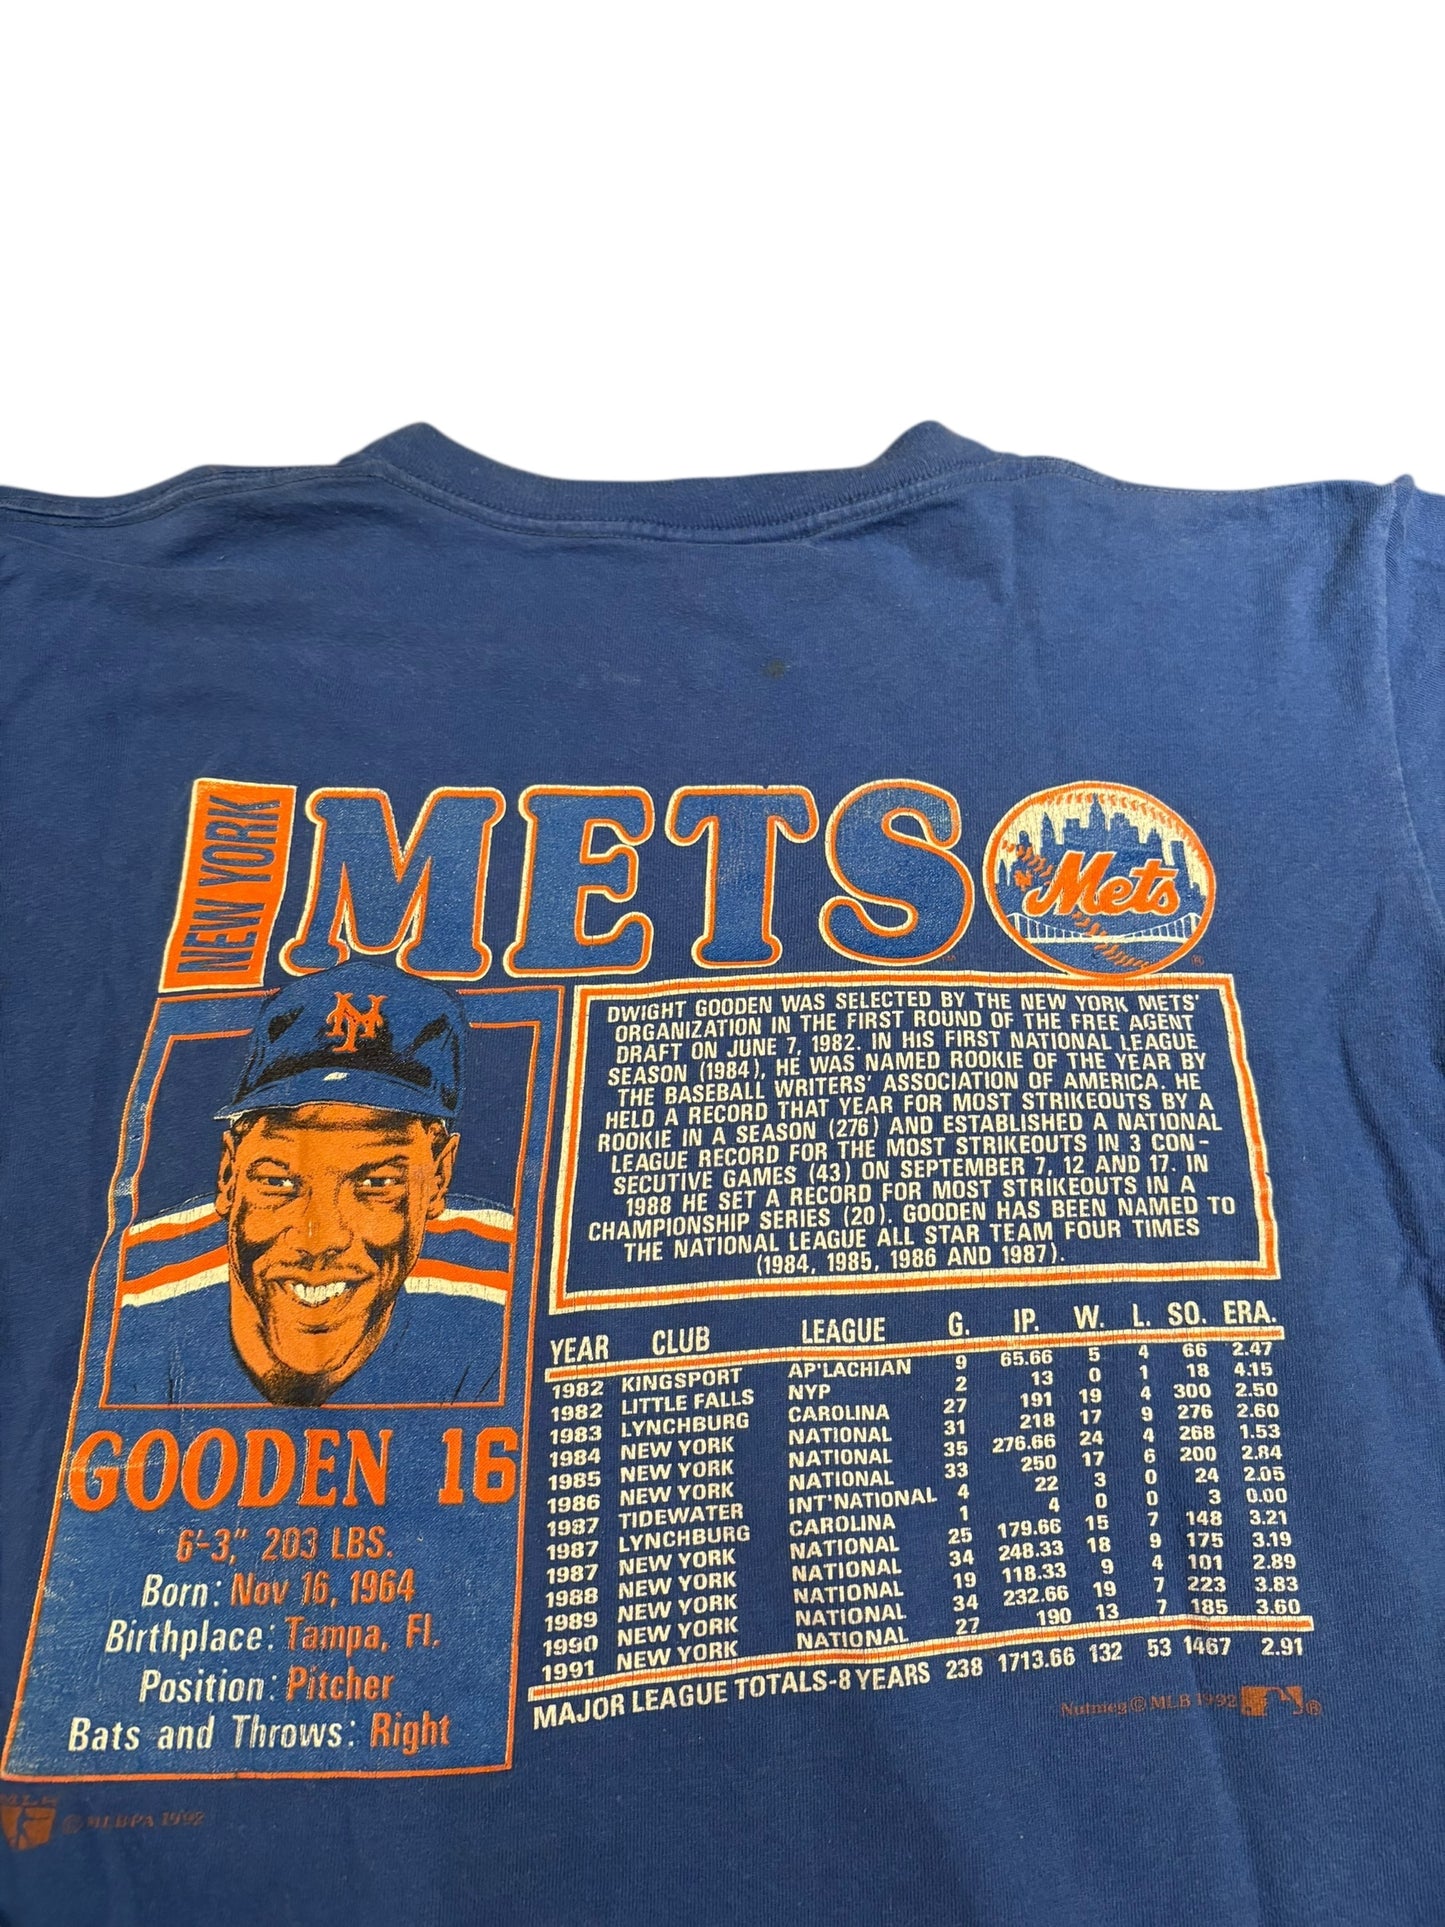 NEW YORK
METS
Mets
DWIGHT GOODEN WAS SELECTED BY THE NEW YORK METS'
ORGANIZATION IN THE FIRST ROUND OF THE FREE AGENT
DRAFT ON JUNE 7, 1982. IN HIS FIRST NATIONAL LEAGUE
SEASON (1984), HE WAS NAMED ROOKIE OF THE YEAR BY
THE BASEBALL WRITERS' ASSOCIATION OF AMERICA. HE
HELD A RECORD THAT YEAR FOR MOST STRIKEOUTS BY A
ROOKIE IN A SEASON (276) AND ESTABLISHED A NATIONAL
LEAGUE RECORD FOR THE MOST STRIKEOUTS IN 3 CON-
SECUTIVE GAMES (43) ON SEPTEMBER 7, 12 AND 17. IN
1988 HE SET A RECORD FOR MOST STRIKEOUTS IN A
CHAMPIONSHIP SERIES (20). GOODEN HAS BEEN NAMED TO
THE NATIONAL LEAGUE ALL STAR TEAM FOUR TIMES
(1984, 1985, 1986 AND 1987).
NY
GOODEN 16
6'-3," 203 LBS.
Born: Nov 16, 1964
Birthplace: Tampa, Fl.
Position: Pitcher
Bats and Throws: Right
YEAR CLUB LEAGUE G. IP. W. L. SO. ERA.
1982 KINGSPORT AP'LACHIAN 9 65.66 5 4 66 2.47
1982 LITTLE FALLS NYP 2 13 0 1 18 4.15
1983 LYNCHBURG CAROLINA 27 191 19 4 300 2.50
1984 NEW YORK NATIONAL 31 218 17 9 276 2.60
1985 NEW YORK NATIONAL 35 276.66 24 4 268 1.53
1986 NEW YORK NATIONAL 33 250 17 6 200 2.84
1987 TIDEWATER INT'NATIONAL 4 22 3 0 24 2.05
1987 LYNCHBURG CAROLINA 1 4 0 0 3 0.00
1987 NEW YORK NATIONAL 25 179.66 15 7 148 3.21
1988 NEW YORK NATIONAL 34 248.33 18 9 175 3.19
1989 NEW YORK NATIONAL 19 118.33 9 4 101 2.89
1990 NEW YORK NATIONAL 34 232.66 19 7 223 3.83
1991 NEW YORK NATIONAL 27 190 13 7 185 3.60
MAJOR LEAGUE TOTALS-8 YEARS 238 1713.66 132 53 1467 2.91
Nutmeg © MLB 1992 ®
© MLBPA 1992